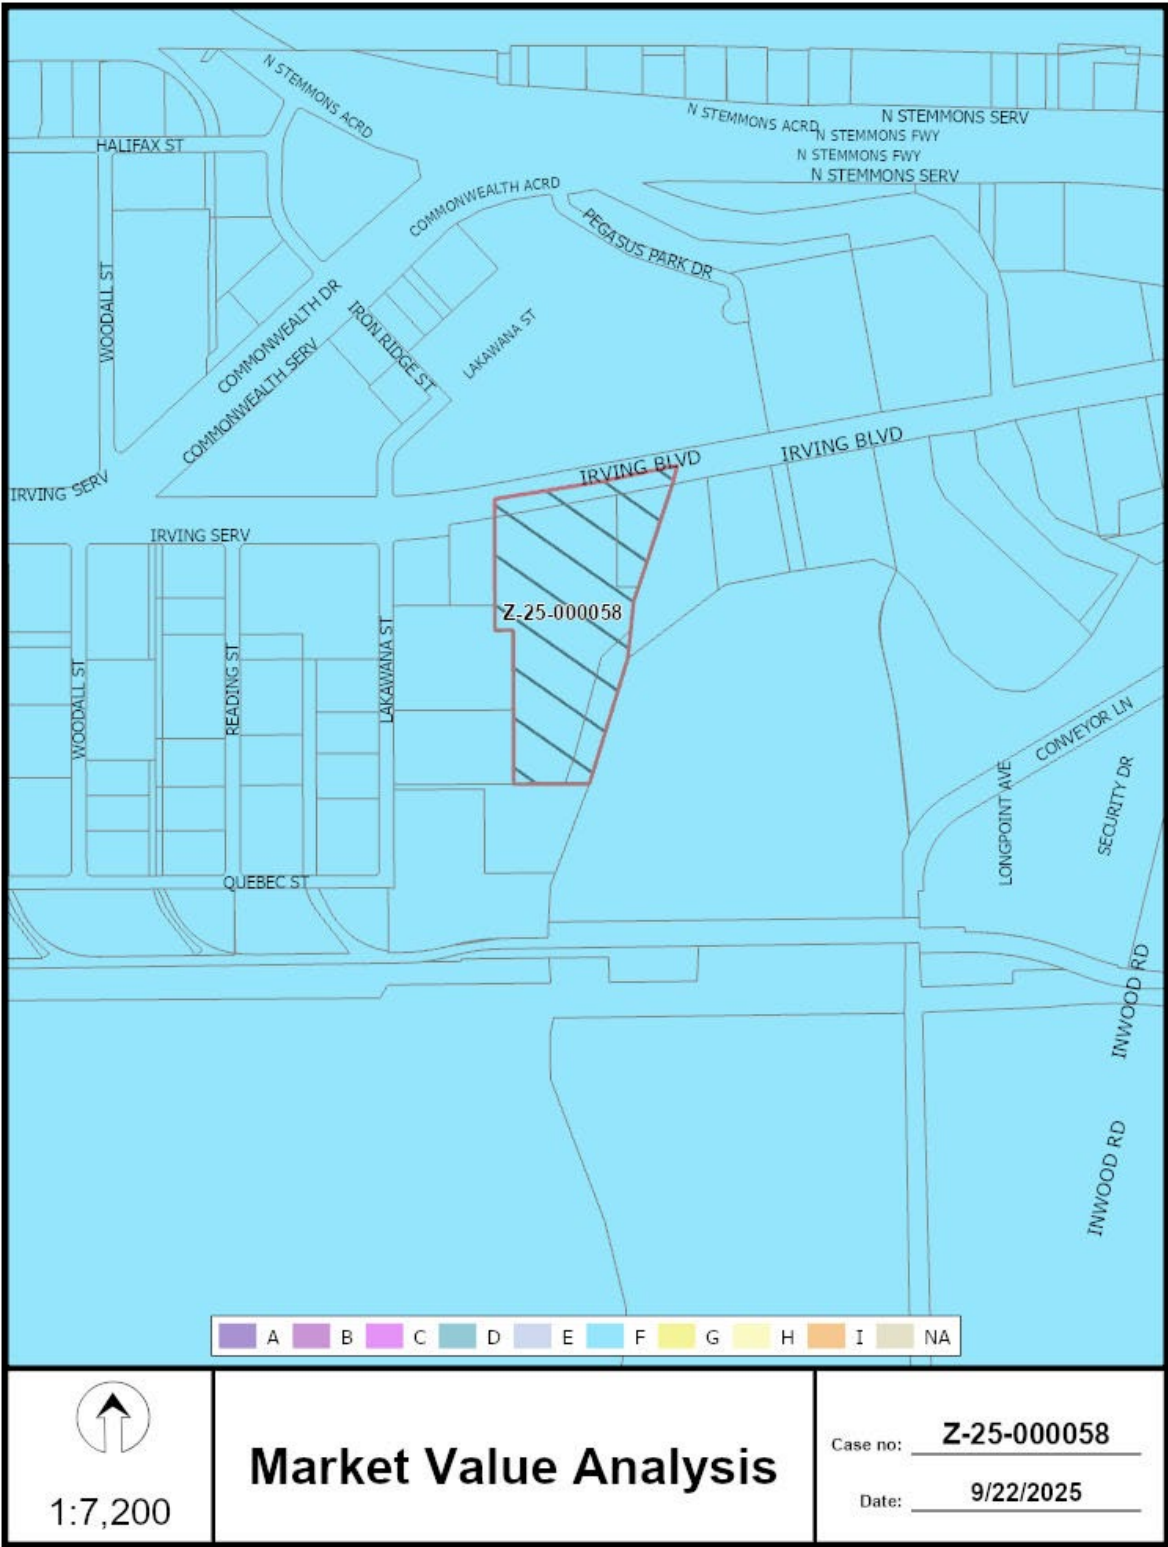 N STEMMONS ACRD
N STEMMONS ACRD
N STEMMONS SERV
N STEMMONS FWY
HALIFAX ST
N STEMMONS FWY
N STEMMONS SERV
COMMONWEALTH ACRD
PEGASUS PARK DR
WOODALL ST
COMMONWEALTH DR
IRON RIDGE ST
LAKAWANA ST
COMMONWEALTH SERV
IRVING BLVD
IRVING BLVD
IRVING SERV
IRVING SERV
Z-25-000058
WOODALL ST
READING ST
LAKAWANA ST
CONVEYOR LN
LONGPOINT AVE
SECURITY DR
QUEBEC ST
INWOOD RD
INWOOD RD
A B C D E F G H I NA
1:7,200
Market Value Analysis
Case no: Z-25-000058
Date: 9/22/2025